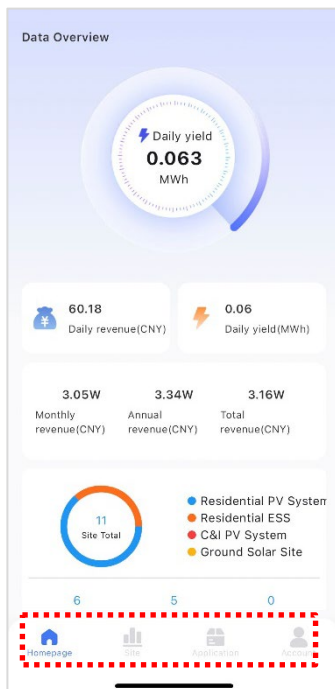 Data Overview
Daily yield
0.063
MWh
60.18
Daily revenue(CNY)
0.06
Daily yield(MWh)
3.05W
Monthly
revenue(CNY)
3.34W
Annual
revenue(CNY)
3.16W
Total
revenue(CNY)
11
Site Total
Residential PV System
Residential ESS
C&I PV System
Ground Solar Site
6 5 0
Homepage Site Application Account